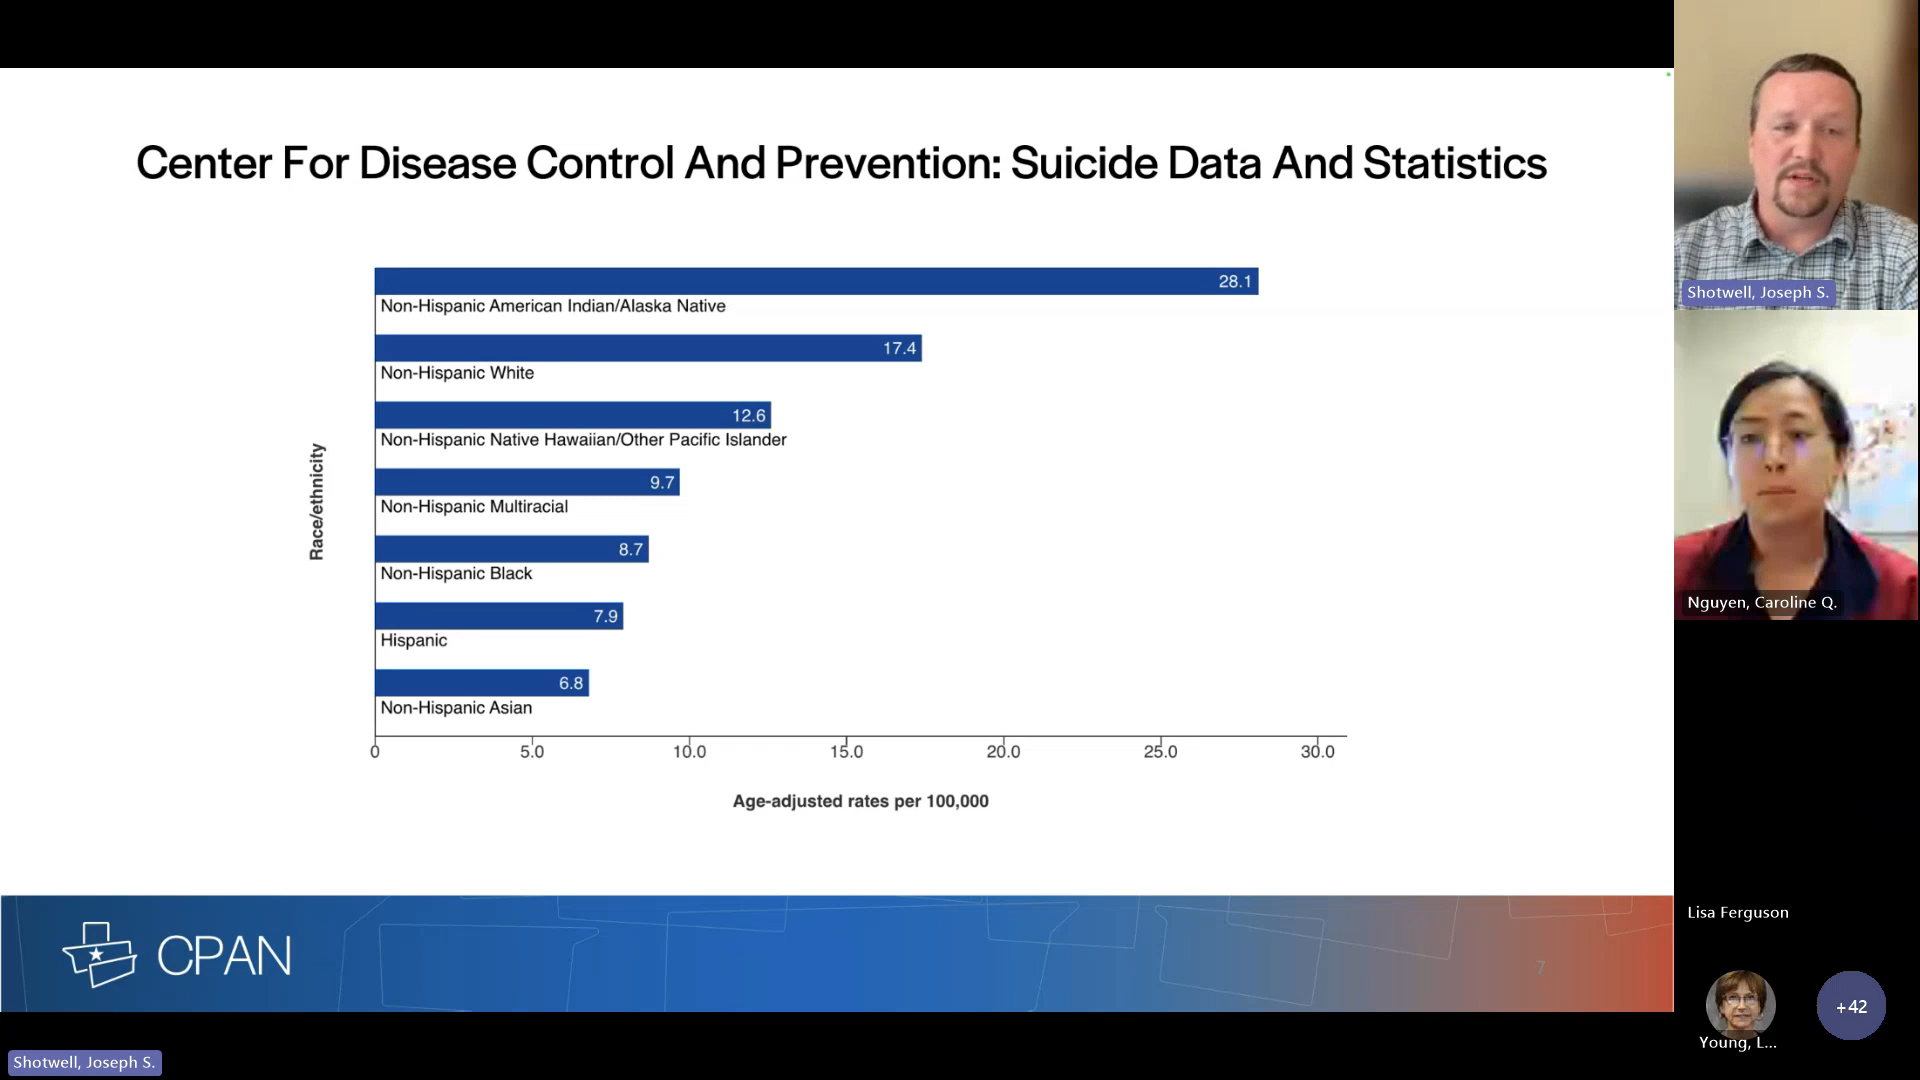 Center For Disease Control And Prevention: Suicide Data And Statistics
Race/ethnicity
28.1
Non-Hispanic American Indian/Alaska Native
17.4
Non-Hispanic White
12.6
Non-Hispanic Native Hawaiian/Other Pacific Islander
9.7
Non-Hispanic Multiracial
8.7
Non-Hispanic Black
7.9
Hispanic
6.8
Non-Hispanic Asian
0 5.0 10.0 15.0 20.0 25.0 30.0
Age-adjusted rates per 100,000
CPAN
7
Shotwell, Joseph S.
Shotwell, Joseph S.
Nguyen, Caroline Q.
Lisa Ferguson
+42
Young, L...